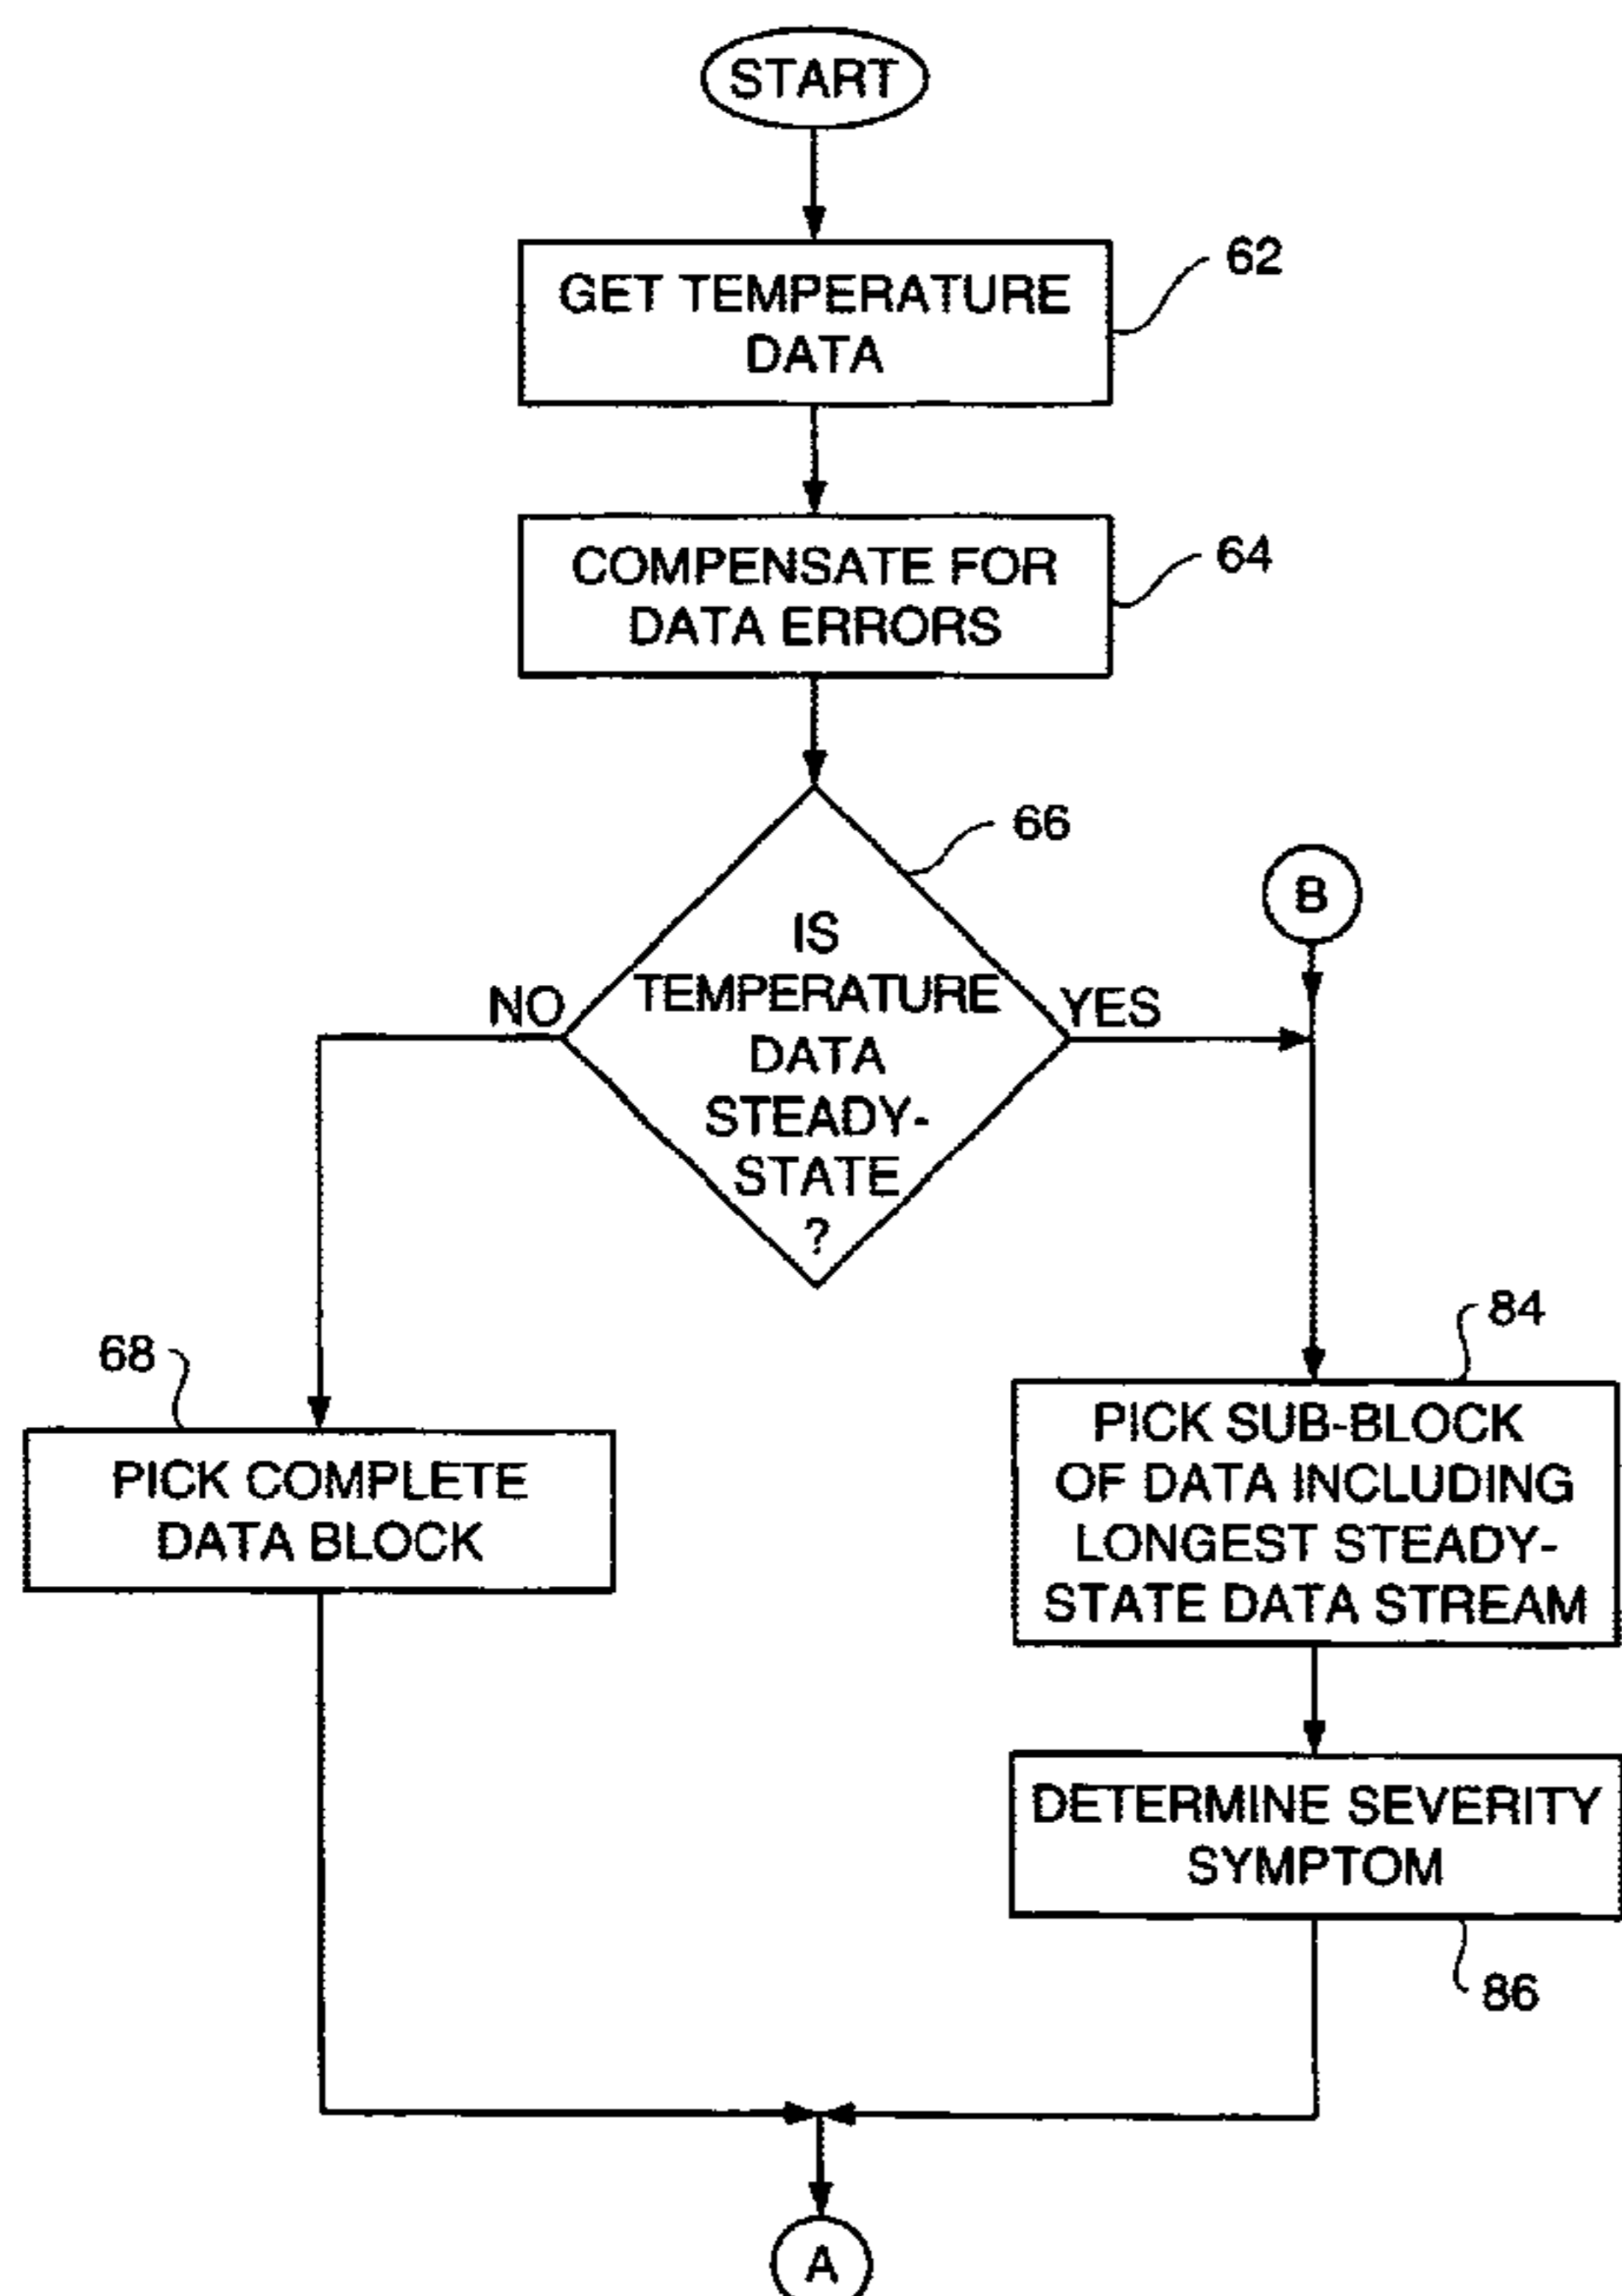 START
GET TEMPERATURE
DATA
62
COMPENSATE FOR
DATA ERRORS
64
66
IS
TEMPERATURE
DATA
STEADY-
STATE
?
NO
YES
B
68
PICK COMPLETE
DATA BLOCK
84
PICK SUB-BLOCK
OF DATA INCLUDING
LONGEST STEADY-
STATE DATA STREAM
DETERMINE SEVERITY
SYMPTOM
86
A